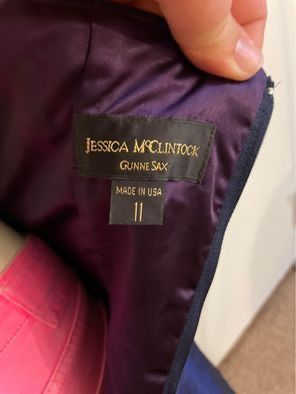 JESSICA MCCLINTOCK
GUNNE SAX
MADE IN USA
11